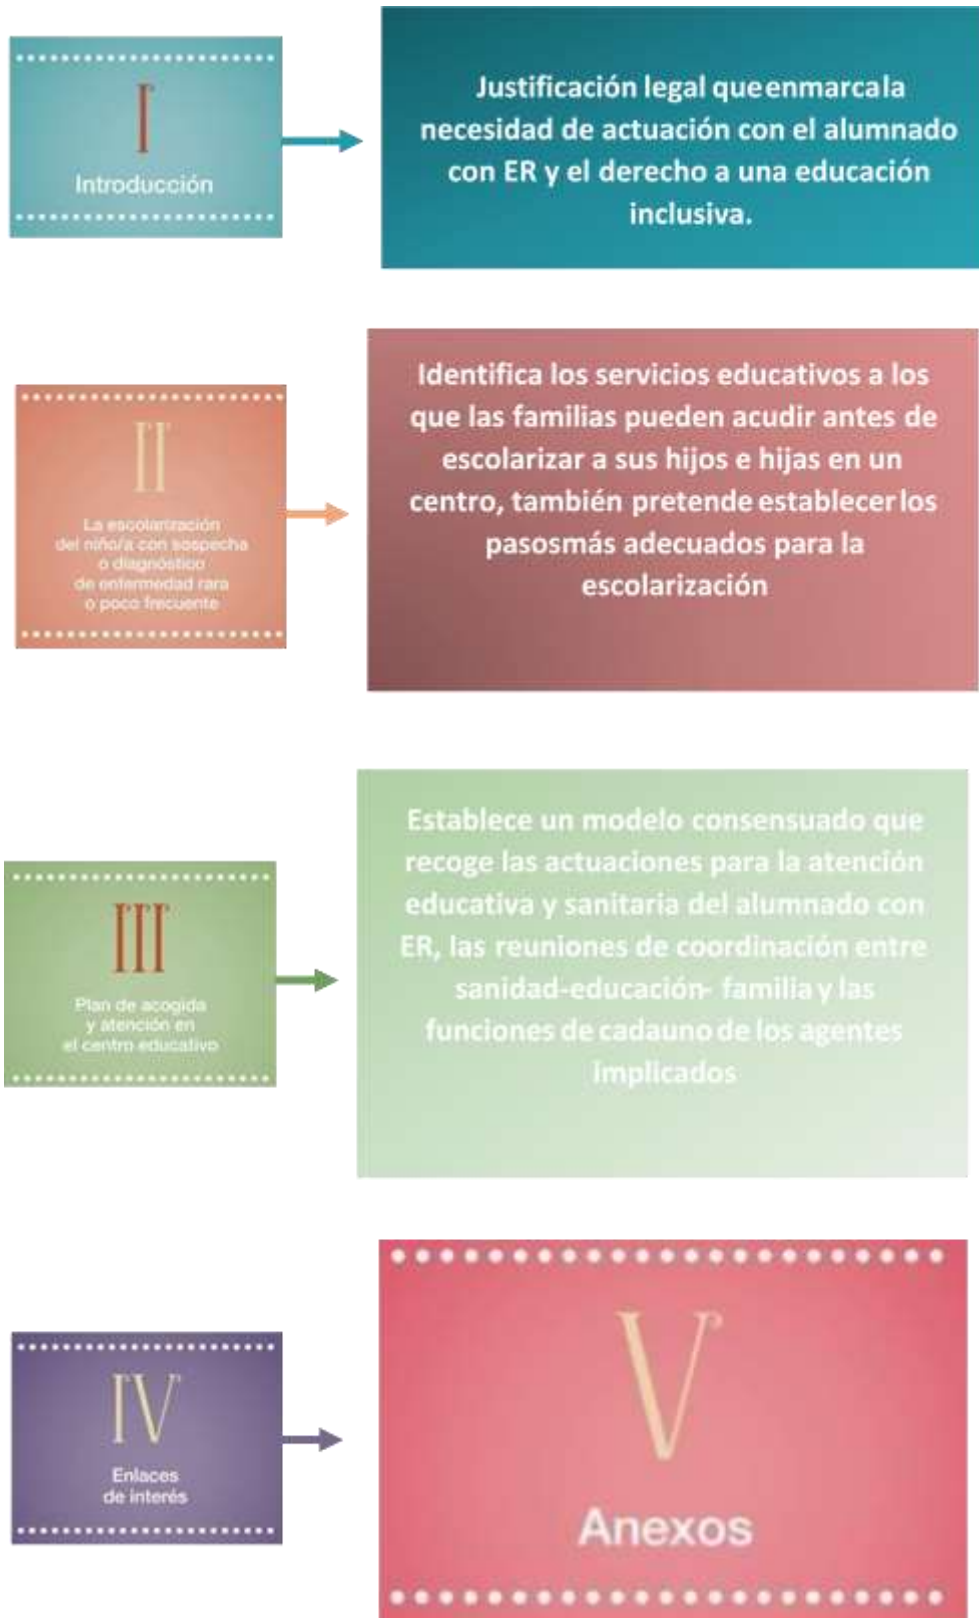 I
Introducción
Justificación legal queenmarcala
necesidad de actuación con el alumnado
con ER y el derecho a una educación
inclusiva.
II
La escolarización
del niño/a con sospecha
o diagnóstico
de enfermedad rara
o poco frecuente
Identifica los servicios educativos a los
que las familias pueden acudir antes de
escolarizar a sus hijos e hijas en un
centro, también pretende establecer los
pasosmás adecuados para la
escolarización
III
Plan de acogida
y atención en
el centro educativo
Establece un modelo consensuado que
recoge las actuaciones para la atención
educativa y sanitaria del alumnado con
ER, las reuniones de coordinación entre
sanidad-educación- familia y las
funciones de cadauno de los agentes
implicados
IV
Enlaces
de interés
V
Anexos